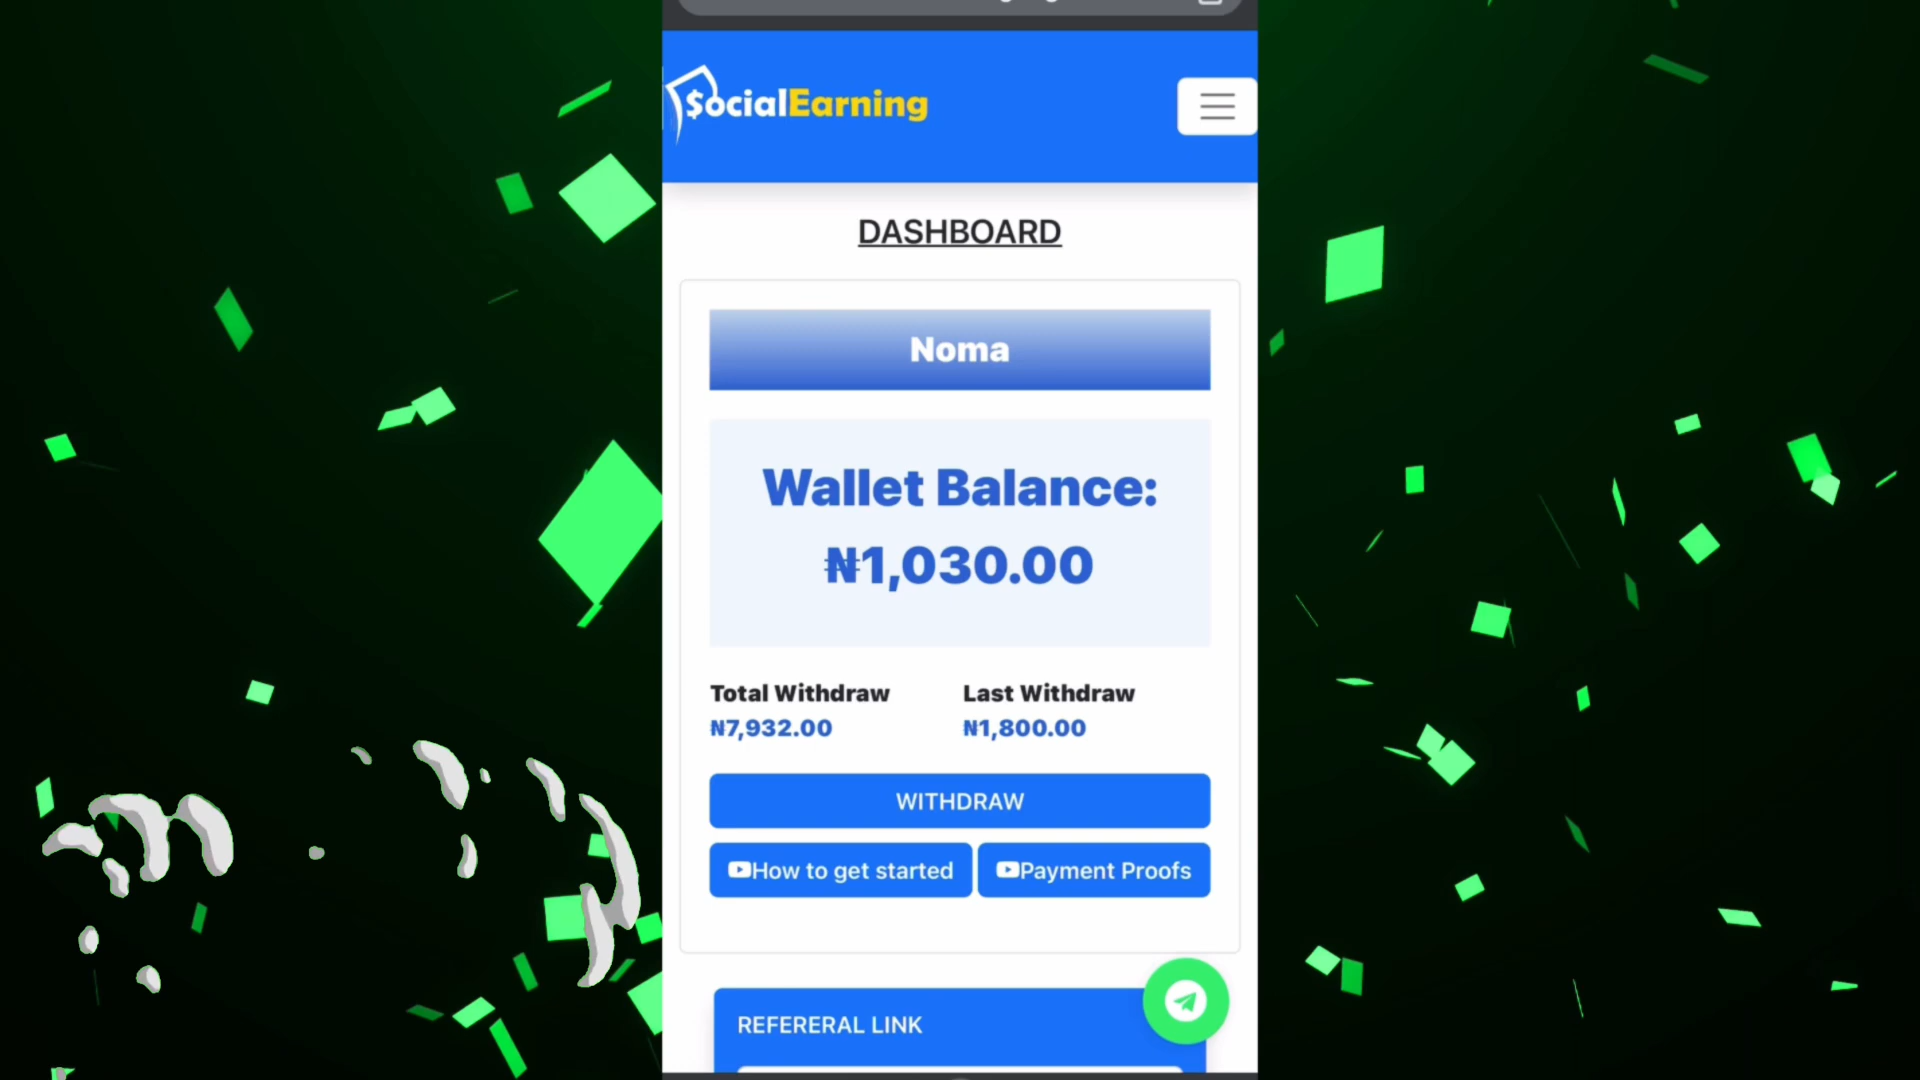 $ocialEarning
DASHBOARD
Noma
Wallet Balance:
₦1,030.00
Total Withdraw
Last Withdraw
₦7,932.00
₦1,800.00
WITHDRAW
How to get started
Payment Proofs
REFERERAL LINK